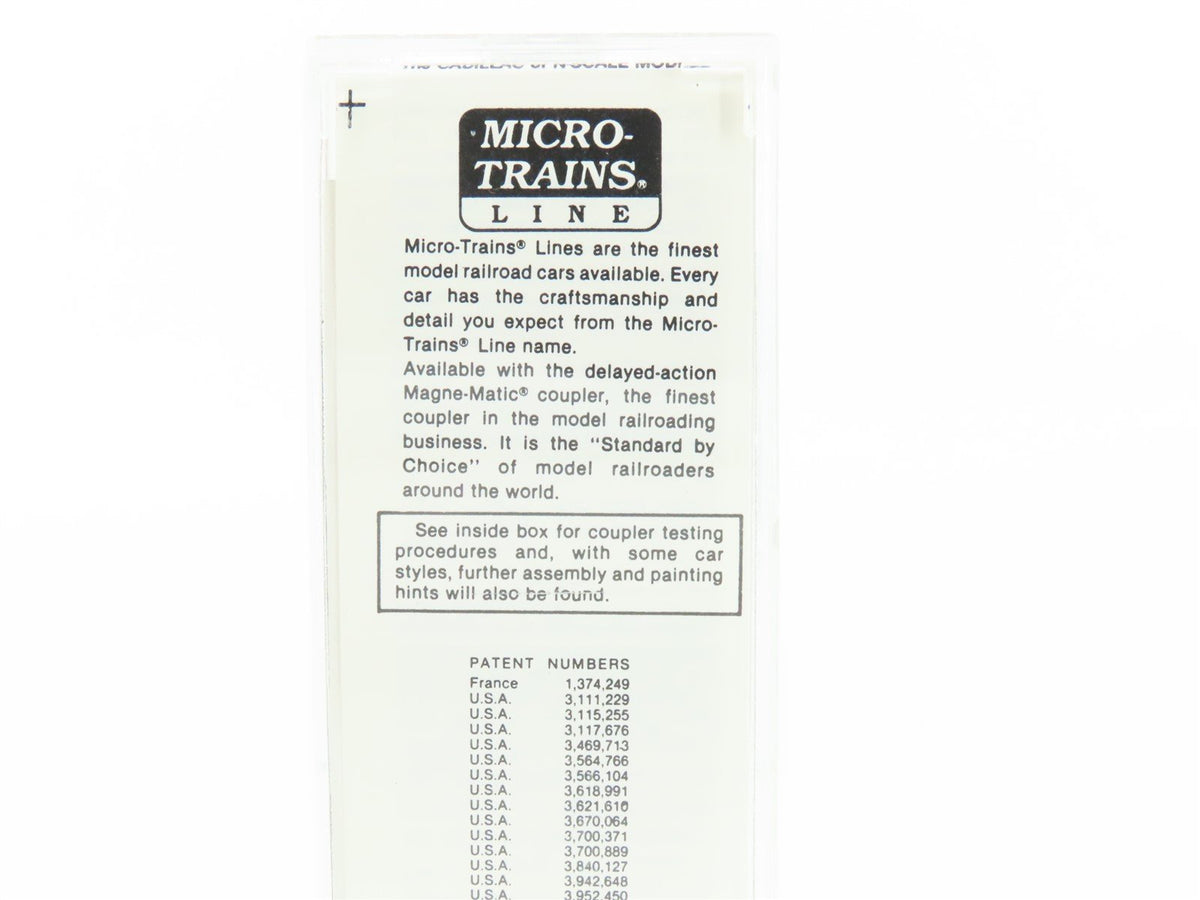 MICRO-
TRAINS®
LINE
Micro-Trains® Lines are the finest
model railroad cars available. Every
car has the craftsmanship and
detail you expect from the Micro-
Trains® Line name.
Available with the delayed-action
Magne-Matic® coupler, the finest
coupler in the model railroading
business. It is the "Standard by
Choice" of model railroaders
around the world.
See inside box for coupler testing
procedures and, with some car
styles, further assembly and painting
hints will also be found.
PATENT NUMBERS
France 1,374,249
U.S.A. 3,111,229
U.S.A. 3,115,255
U.S.A. 3,117,676
U.S.A. 3,469,713
U.S.A. 3,564,766
U.S.A. 3,566,104
U.S.A. 3,618,991
U.S.A. 3,621,610
U.S.A. 3,670,064
U.S.A. 3,700,371
U.S.A. 3,700,889
U.S.A. 3,840,127
U.S.A. 3,942,648
U.S.A. 3,952,450